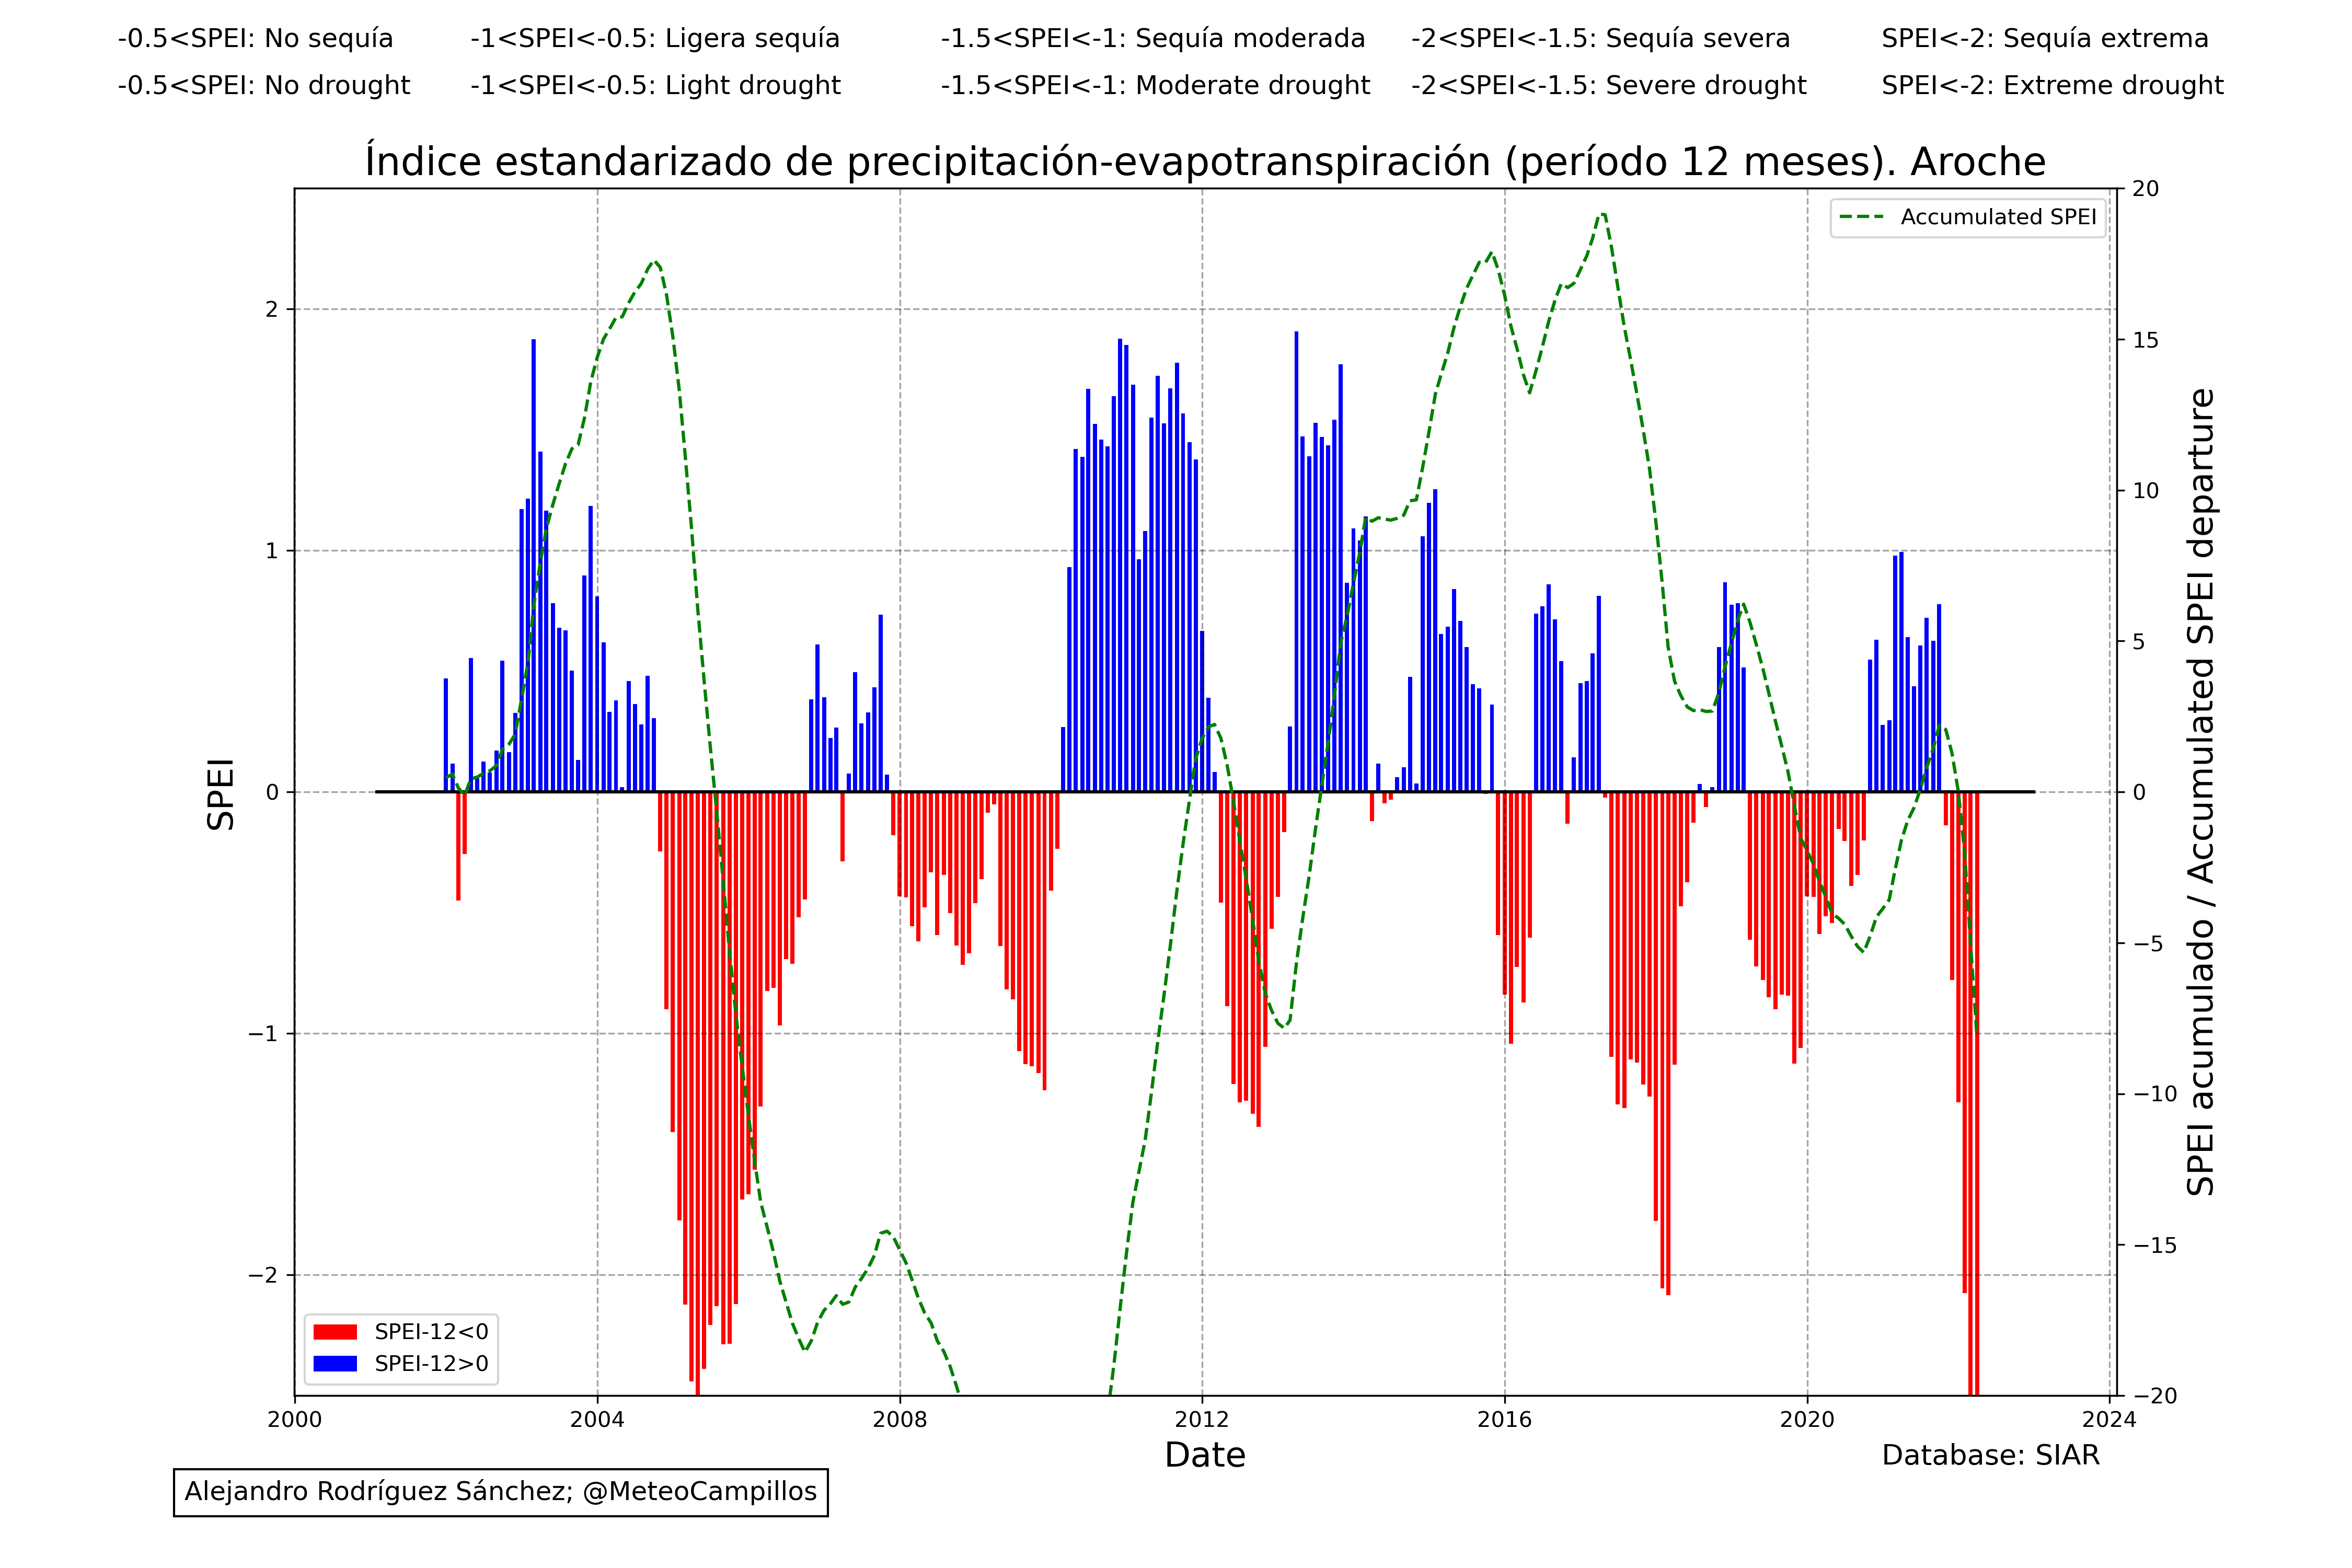 -0.5<SPEI: No sequía -1<SPEI<-0.5: Ligera sequía -1.5<SPEI<-1: Sequía moderada -2<SPEI<-1.5: Sequía severa SPEI<-2: Sequía extrema
-0.5<SPEI: No drought -1<SPEI<-0.5: Light drought -1.5<SPEI<-1: Moderate drought -2<SPEI<-1.5: Severe drought SPEI<-2: Extreme drought
Índice estandarizado de precipitación-evapotranspiración (período 12 meses). Aroche
Accumulated SPEI
2
1
0
−1
−2
SPEI
20
15
10
5
0
−5
−10
−15
−20
SPEI acumulado / Accumulated SPEI departure
SPEI-12<0
SPEI-12>0
2000 2004 2008 2012 2016 2020 2024
Date
Database: SIAR
Alejandro Rodríguez Sánchez; @MeteoCampillos